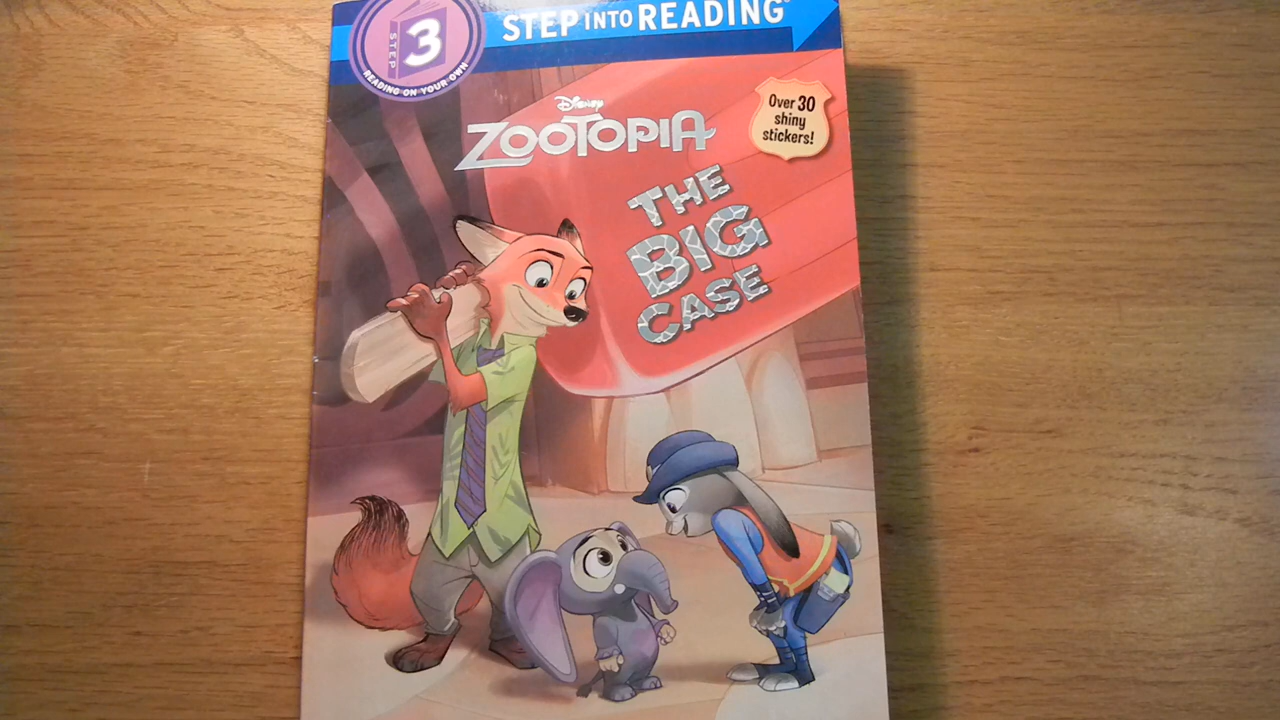 STEP INTO READING®
STEP
3
READING ON YOUR OWN
Disney
ZOOTOPIA
Over 30
shiny
stickers!
THE
BIG
CASE